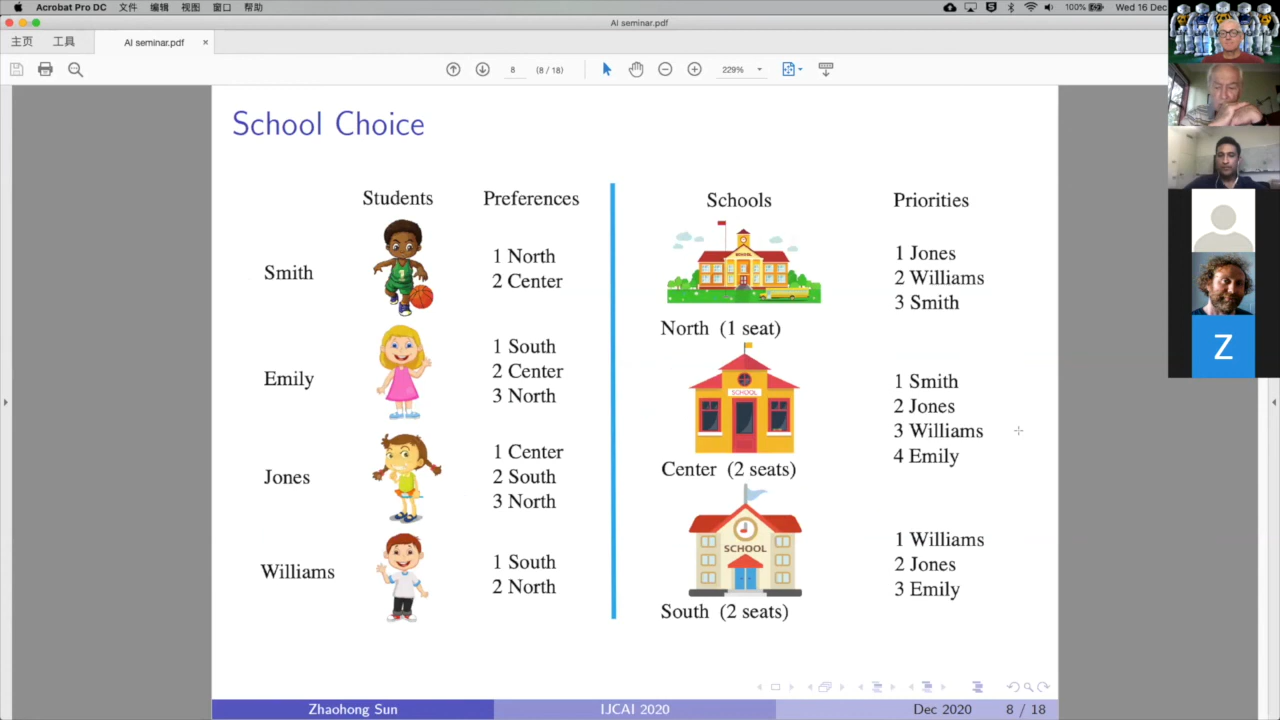 Acrobat Pro DC 文件 编辑 视图 窗口 帮助 100% Wed 16 Dec
AI seminar.pdf
主页 工具 AI seminar.pdf ×
8 (8 / 18) 229%
School Choice
Students Preferences Schools Priorities
Smith
1 North
2 Center
SCHOOL
North (1 seat)
1 Jones
2 Williams
3 Smith
Emily
1 South
2 Center
3 North
SCHOOL
Center (2 seats)
1 Smith
2 Jones
3 Williams
4 Emily
Jones
1 Center
2 South
3 North
Williams
1 South
2 North
SCHOOL
South (2 seats)
1 Williams
2 Jones
3 Emily
Zhaohong Sun IJCAI 2020 Dec 2020 8 / 18
Z